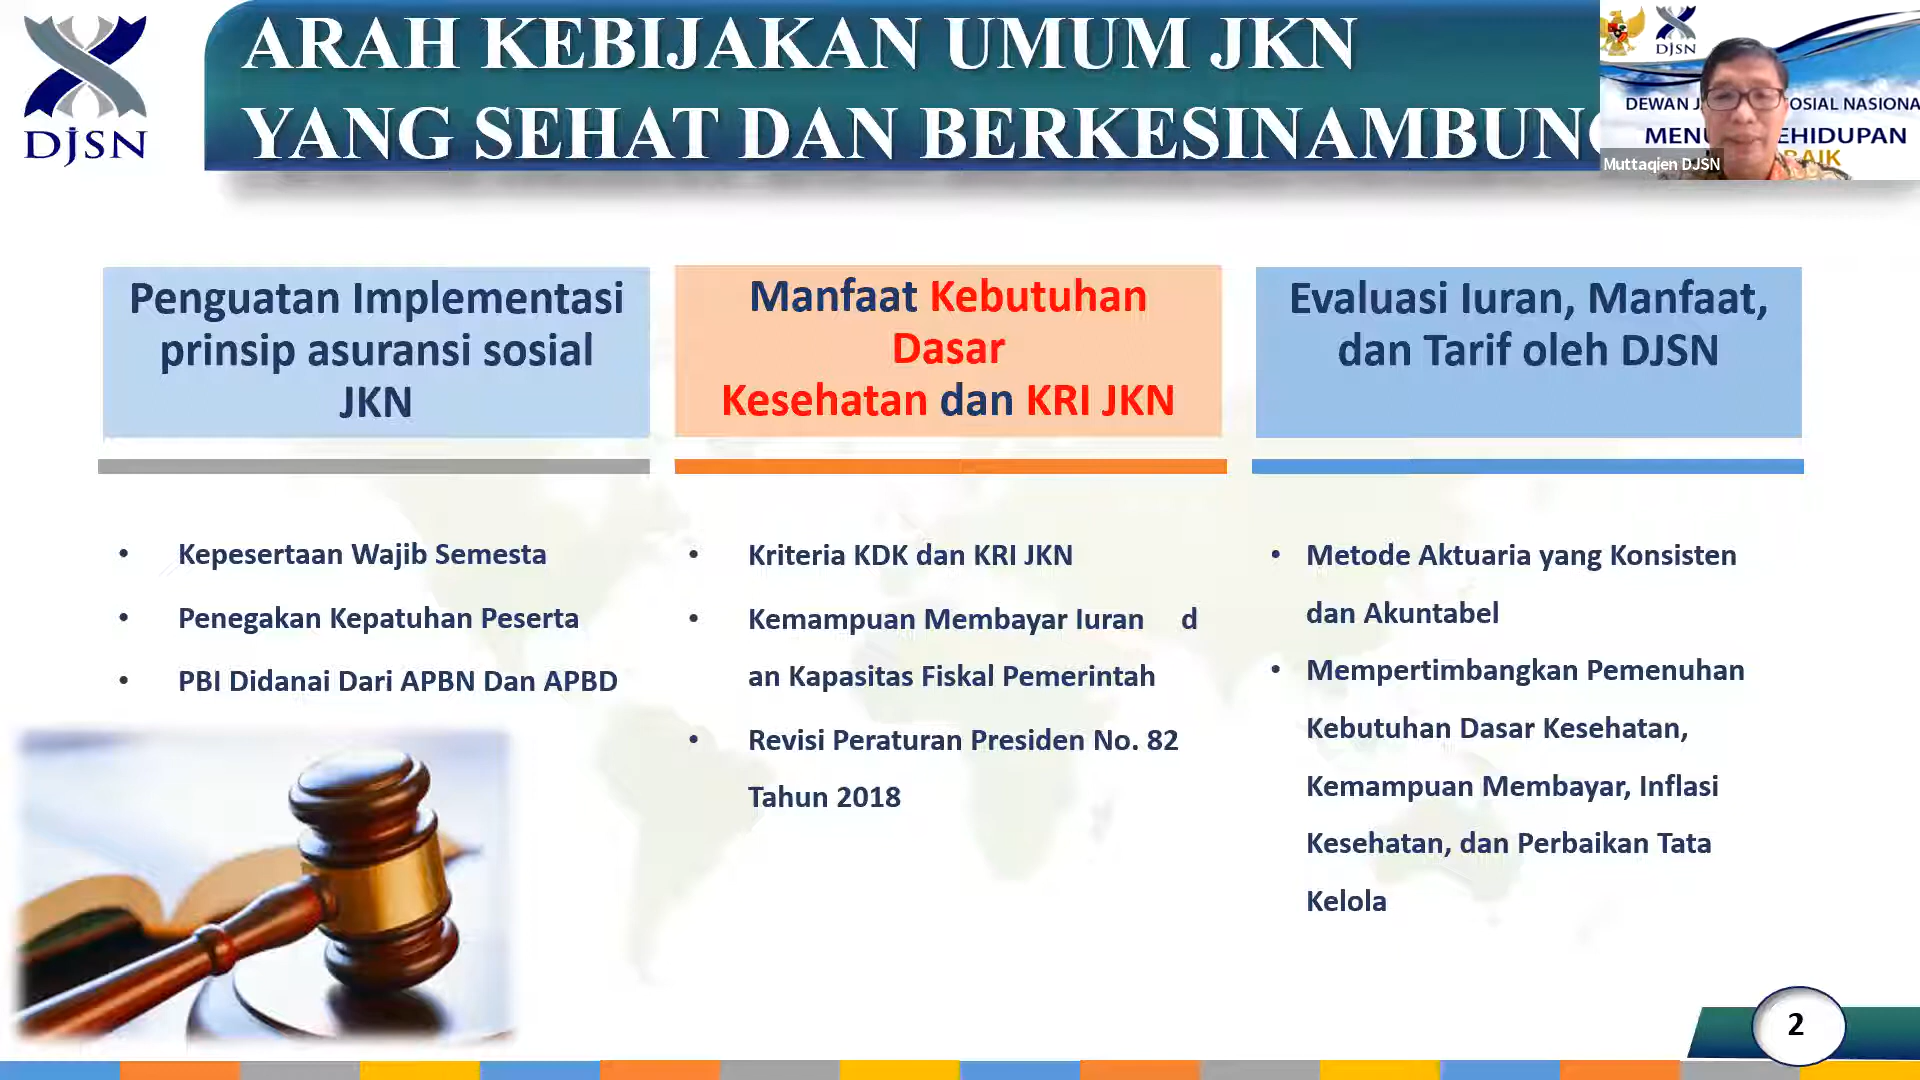 DJSN
ARAH KEBIJAKAN UMUM JKN
YANG SEHAT DAN BERKESINAMBUNG
DJSN
DEWAN J OSIAL NASIONA
MENU EHIDUPAN
BAIK
Muttaqien DJSN
Penguatan Implementasi
prinsip asuransi sosial
JKN
• Kepesertaan Wajib Semesta
• Penegakan Kepatuhan Peserta
• PBI Didanai Dari APBN Dan APBD
Manfaat Kebutuhan
Dasar
Kesehatan dan KRI JKN
• Kriteria KDK dan KRI JKN
• Kemampuan Membayar Iuran d
an Kapasitas Fiskal Pemerintah
• Revisi Peraturan Presiden No. 82
Tahun 2018
Evaluasi Iuran, Manfaat,
dan Tarif oleh DJSN
• Metode Aktuaria yang Konsisten
dan Akuntabel
• Mempertimbangkan Pemenuhan
Kebutuhan Dasar Kesehatan,
Kemampuan Membayar, Inflasi
Kesehatan, dan Perbaikan Tata
Kelola
2